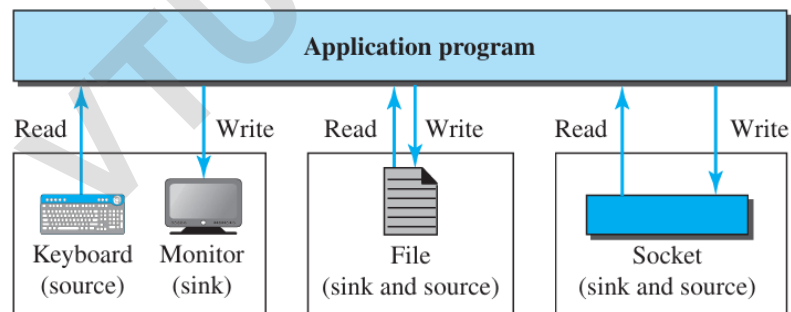 Application program
Read Write Read Write Read Write
Keyboard Monitor File Socket
(source) (sink) (sink and source) (sink and source)
VTU